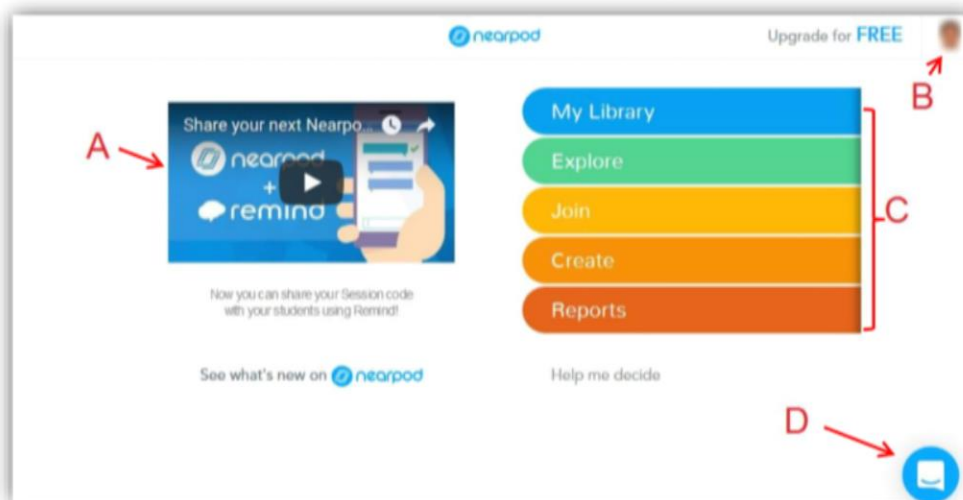 nearpod
Upgrade for FREE
B
A
Share your next Nearpo...
nearpod
+
remind
My Library
Explore
Join
Create
Reports
C
Now you can share your Session code
with your students using Remind!
See what's new on nearpod
Help me decide
D